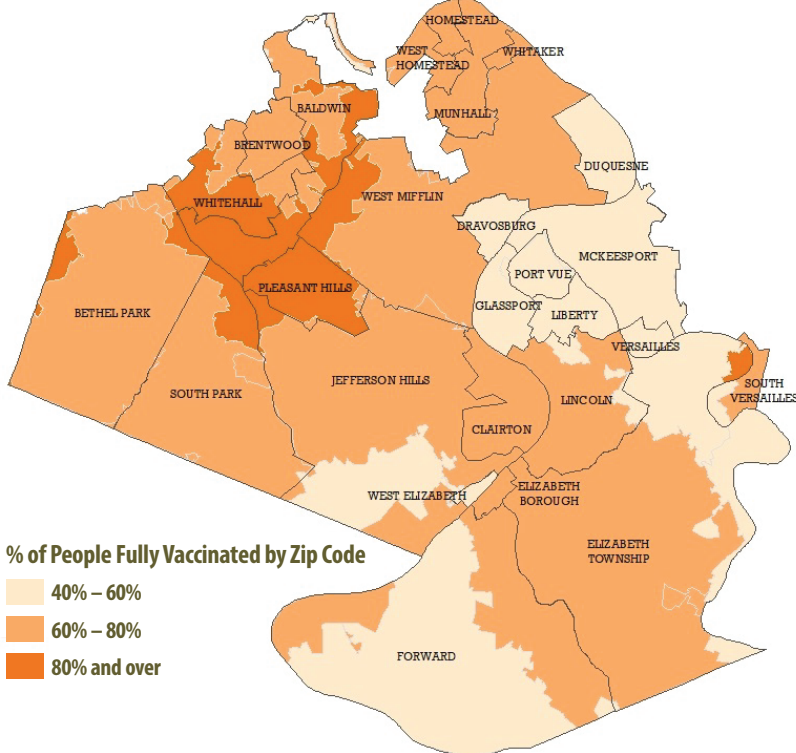 HOMESTEAD
WEST
HOMESTEAD
WHITAKER
BALDWIN
MUNHALL
BRENTWOOD
DUQUESNE
WHITEHALL
WEST MIFFLIN
DRAVOSBURG
MCKEESPORT
PORT VUE
PLEASANT HILLS
GLASSPORT
BETHEL PARK
LIBERTY
VERSAILLES
JEFFERSON HILLS
SOUTH PARK
SOUTH
VERSAILLES
LINCOLN
CLAIRTON
WEST ELIZABETH
ELIZABETH
BOROUGH
ELIZABETH
TOWNSHIP
FORWARD
% of People Fully Vaccinated by Zip Code
40% – 60%
60% – 80%
80% and over